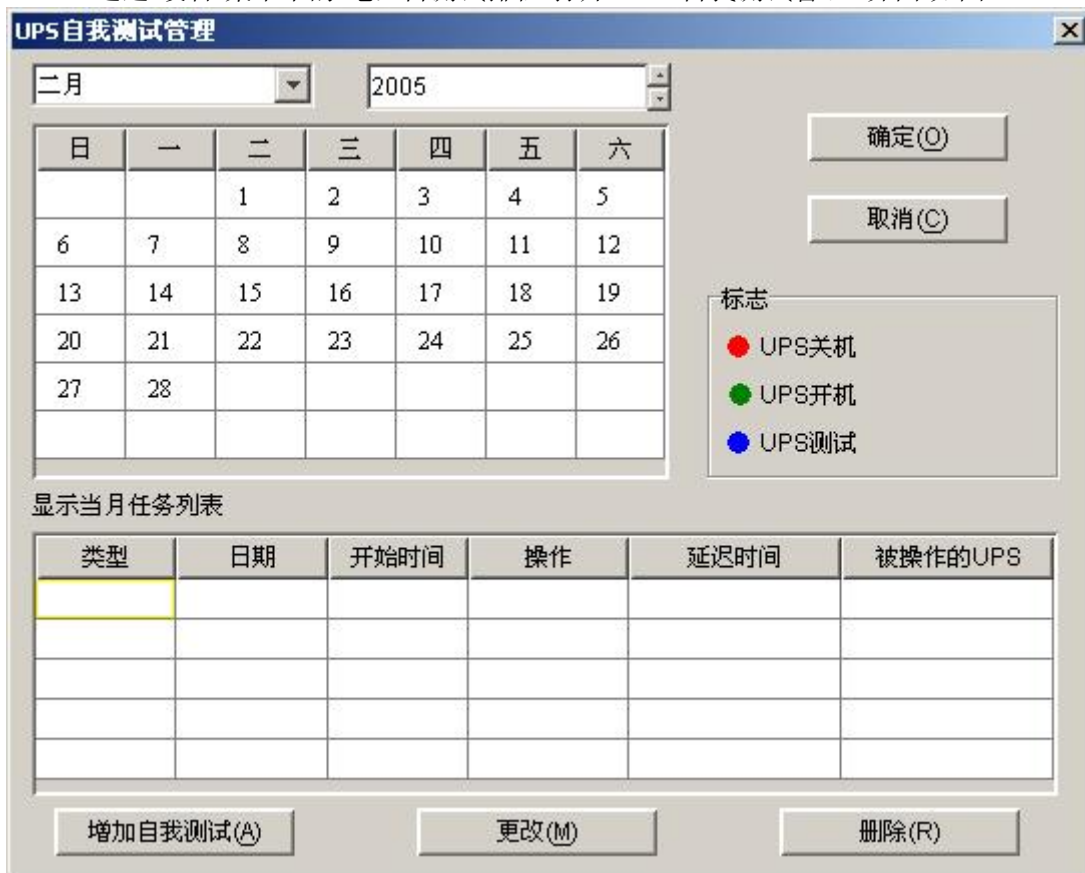 UPS自我测试管理
二月 2005
日 一 二 三 四 五 六
1 2 3 4 5
6 7 8 9 10 11 12
13 14 15 16 17 18 19
20 21 22 23 24 25 26
27 28
确定(O)
取消(C)
标志
UPS关机
UPS开机
UPS测试
显示当月任务列表
类型 日期 开始时间 操作 延迟时间 被操作的UPS
增加自我测试(A) 更改(M) 删除(R)